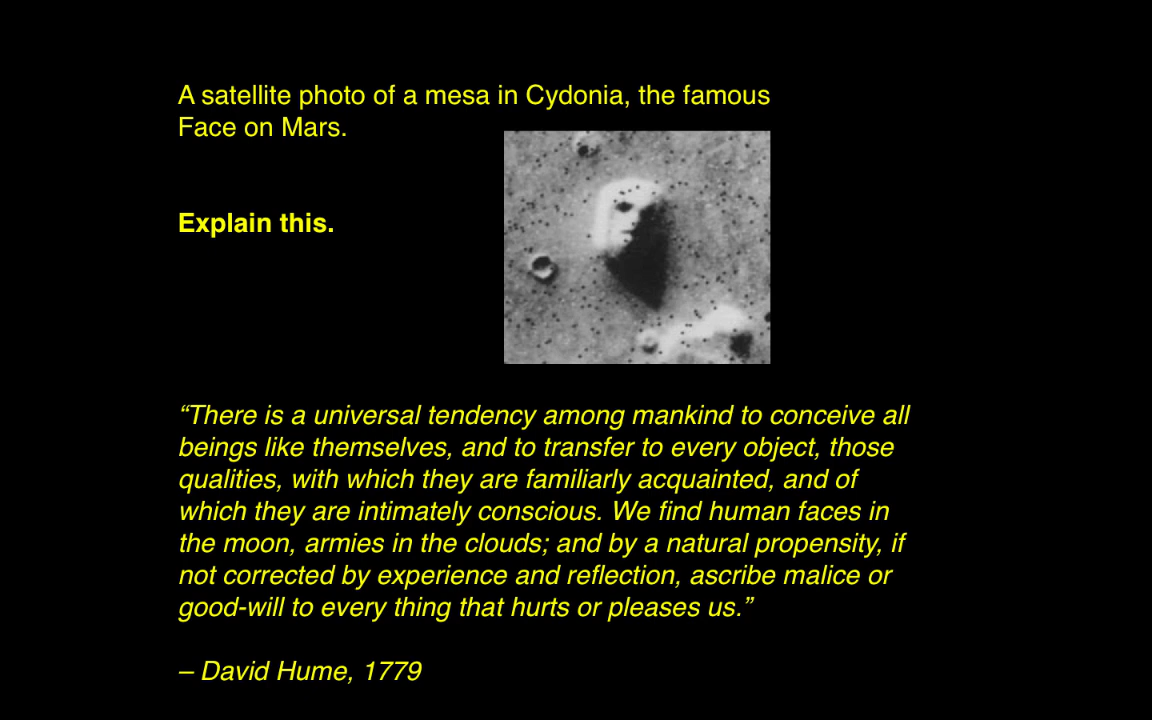 A satellite photo of a mesa in Cydonia, the famous
Face on Mars.
Explain this.
“There is a universal tendency among mankind to conceive all
beings like themselves, and to transfer to every object, those
qualities, with which they are familiarly acquainted, and of
which they are intimately conscious. We find human faces in
the moon, armies in the clouds; and by a natural propensity, if
not corrected by experience and reflection, ascribe malice or
good-will to every thing that hurts or pleases us.”
– David Hume, 1779